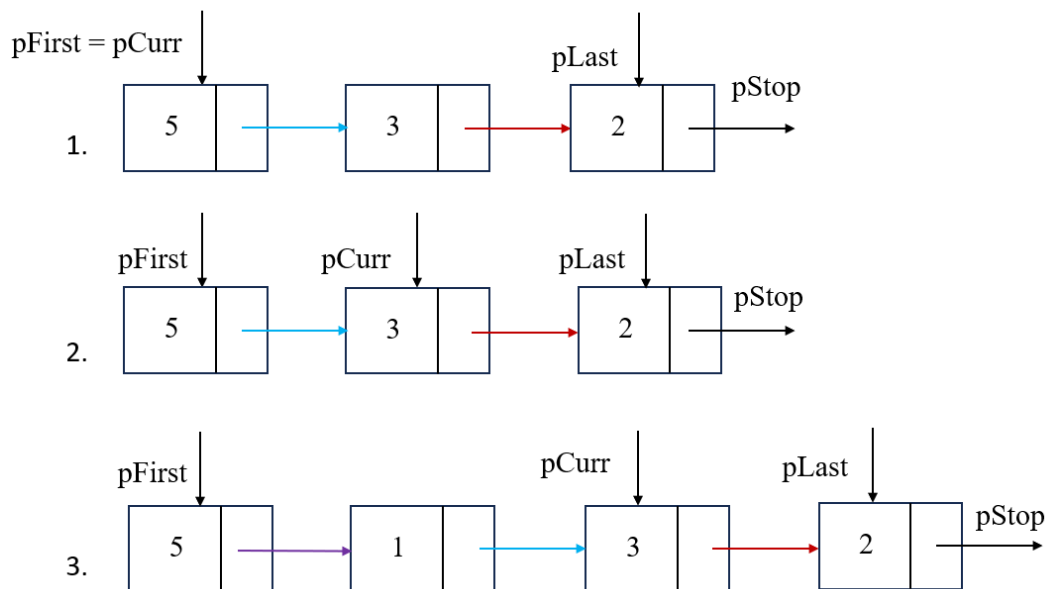 pFirst = pCurr
pLast
pStop
1.
5
3
2
pFirst
pCurr
pLast
pStop
2.
5
3
2
pFirst
pCurr
pLast
pStop
3.
5
1
3
2